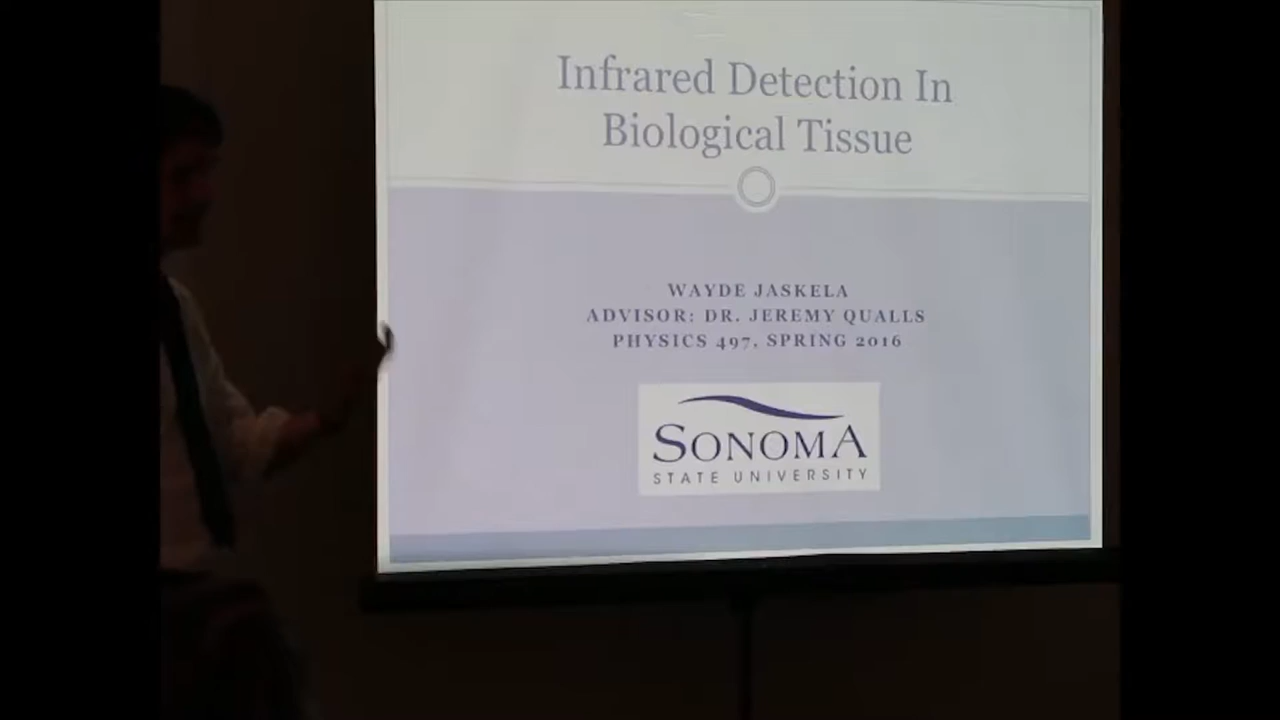 Infrared Detection In
Biological Tissue
WAYDE JASKELA
ADVISOR: DR. JEREMY QUALLS
PHYSICS 497, SPRING 2016
SONOMA
STATE UNIVERSITY